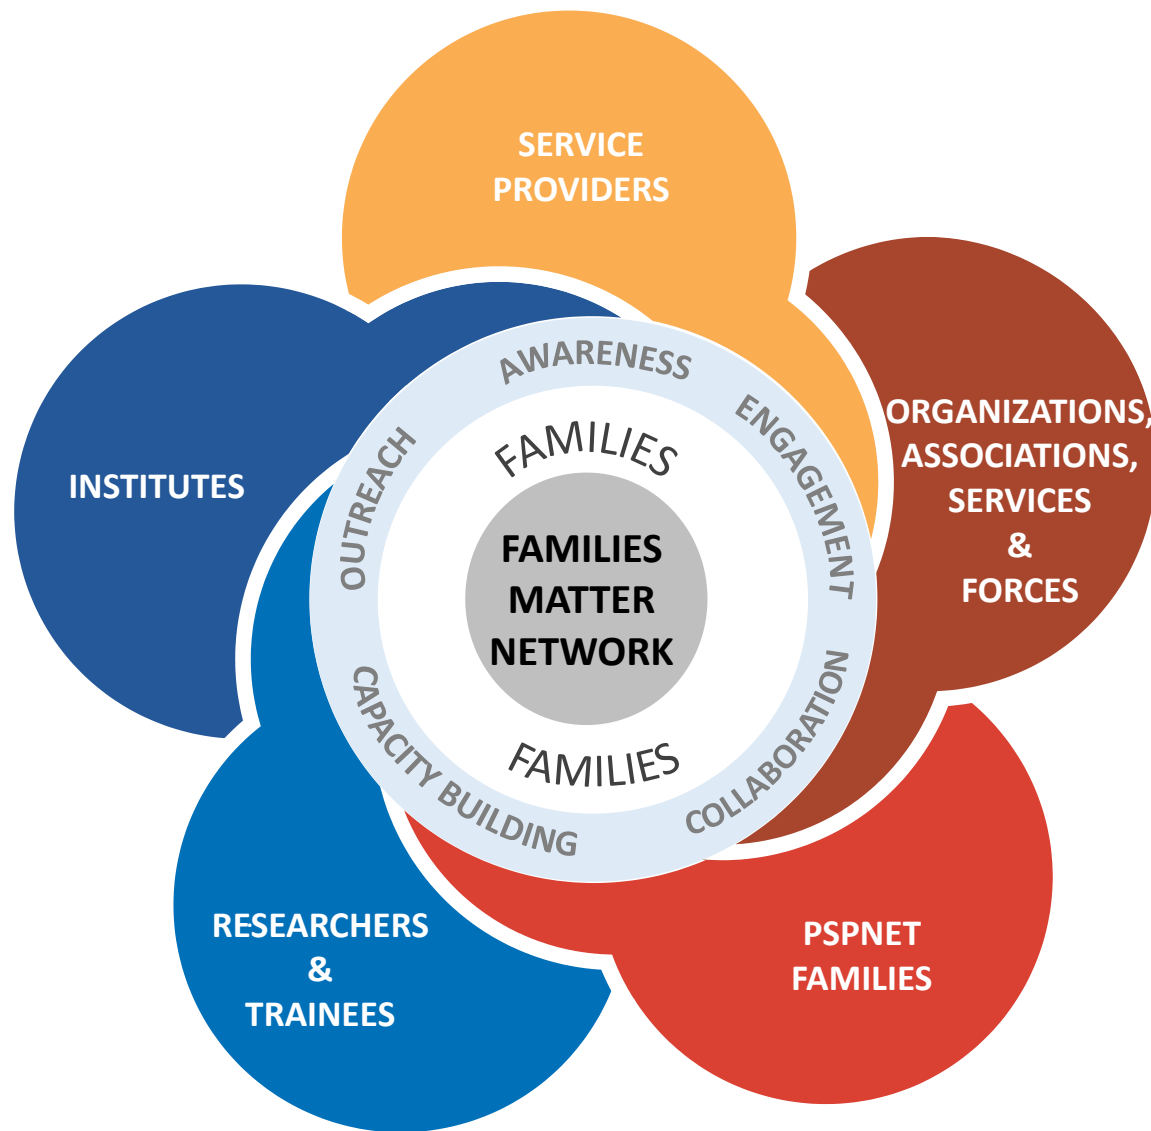 SERVICE
PROVIDERS
ORGANIZATIONS,
ASSOCIATIONS,
SERVICES
&
FORCES
INSTITUTES
AWARENESS
ENGAGEMENT
OUTREACH
FAMILIES
FAMILIES
MATTER
NETWORK
FAMILIES
CAPACITY BUILDING
COLLABORATION
RESEARCHERS
&
TRAINEES
PSPNET
FAMILIES